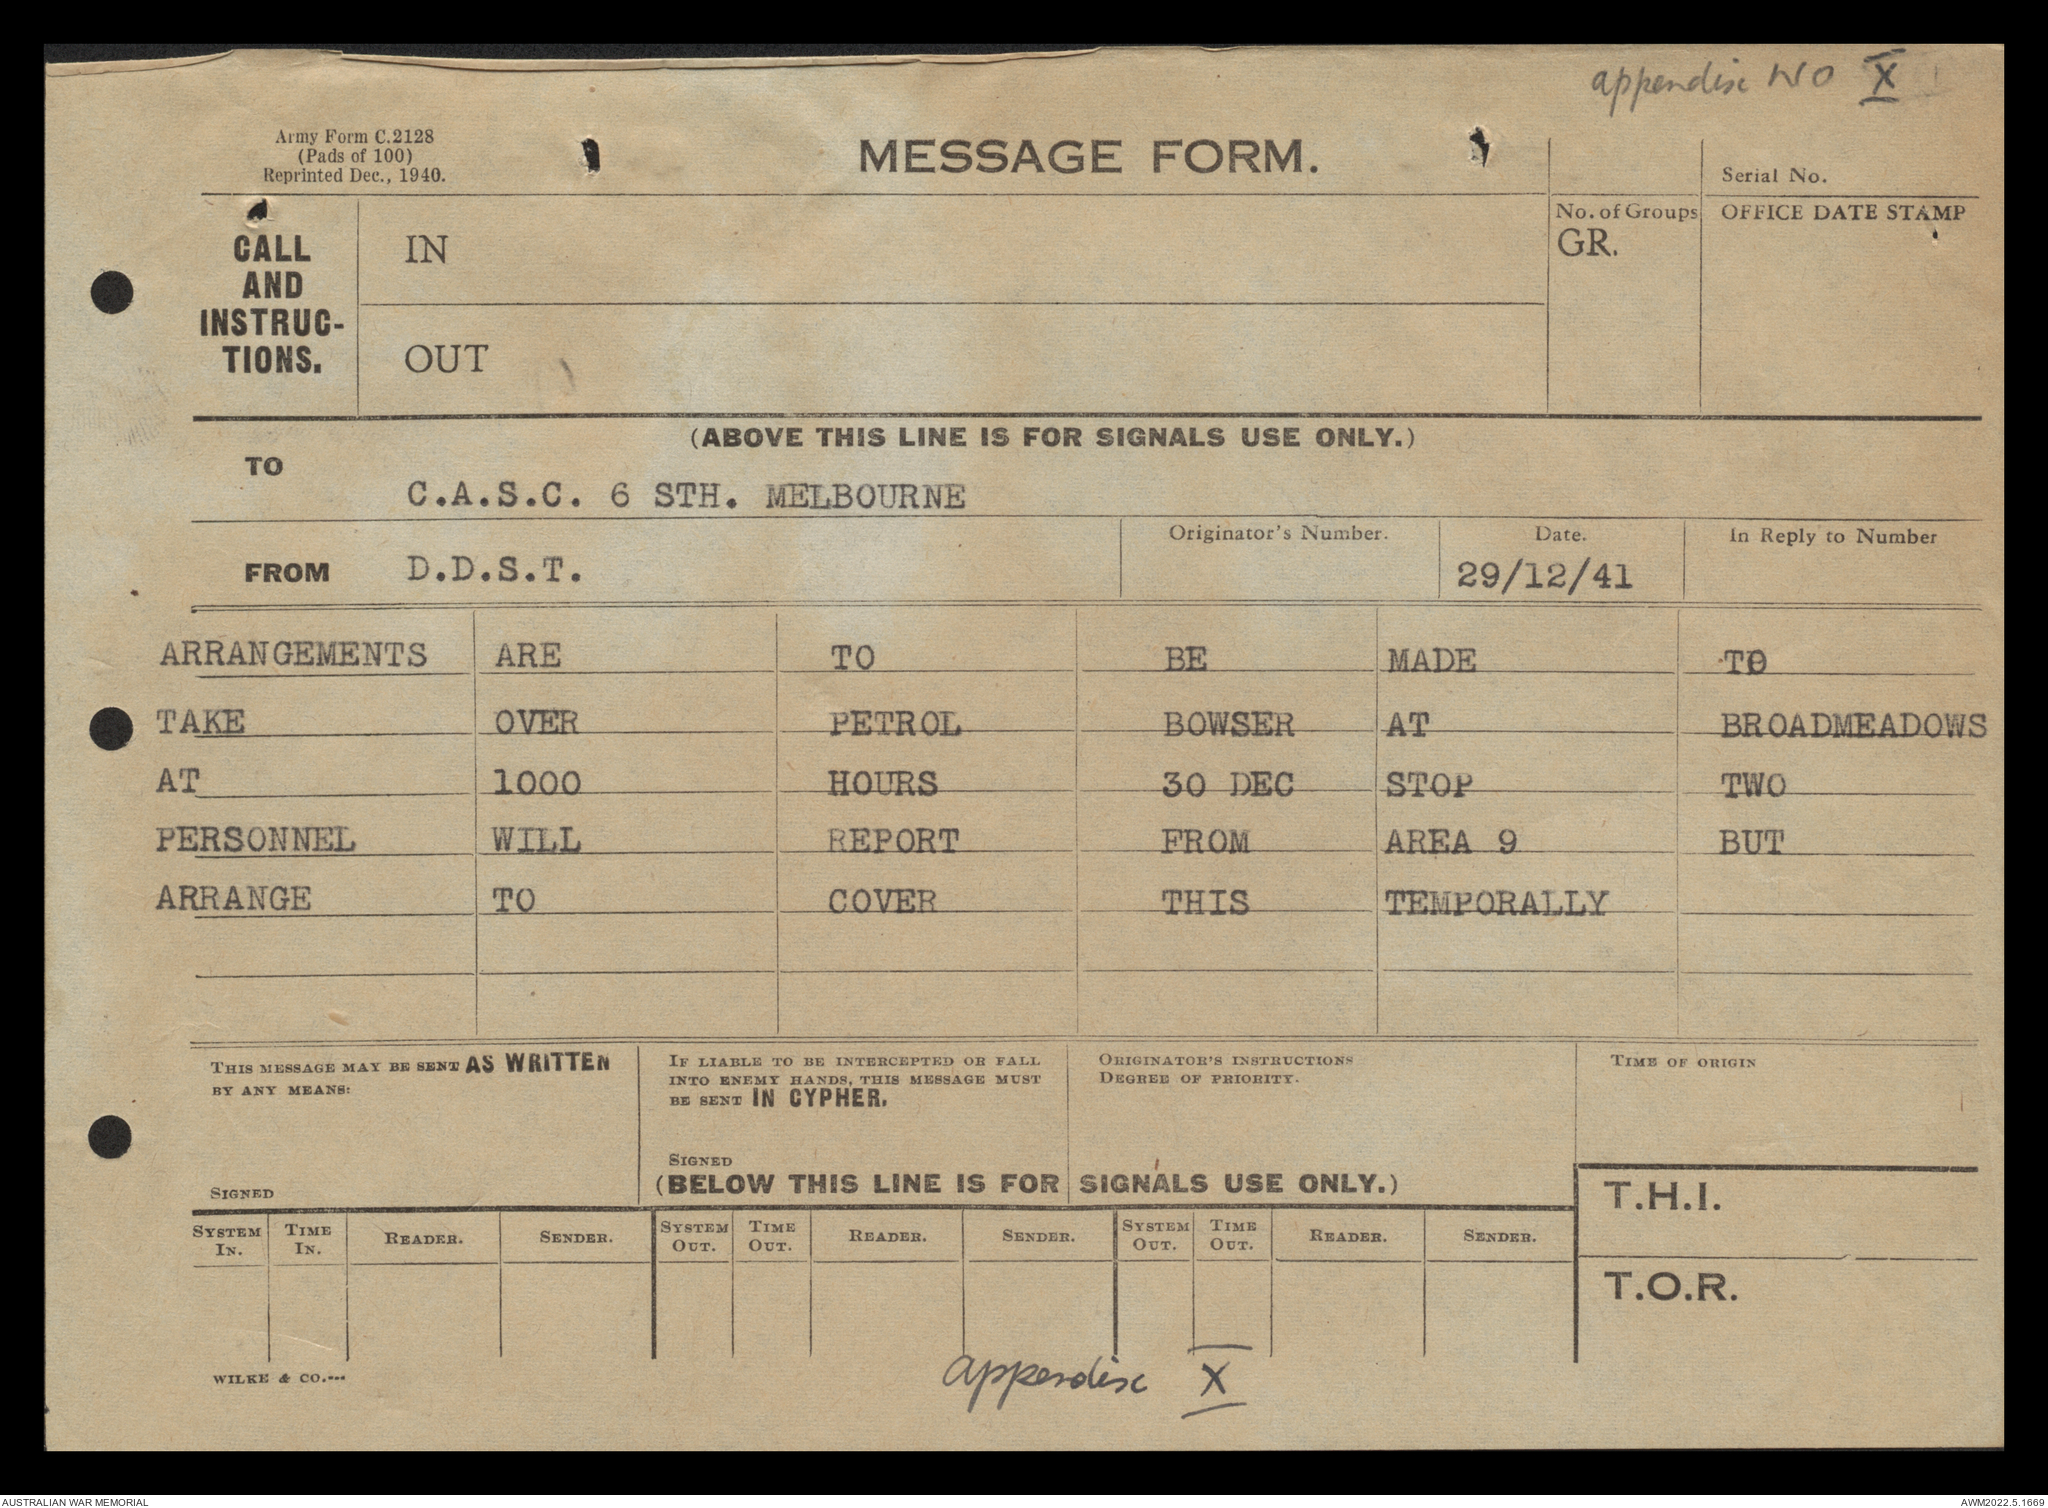 appendix NO X
Army Form C.2128
(Pads of 100)
Reprinted Dec., 1940.
MESSAGE FORM.
Serial No.
CALL
AND
INSTRUC-
TIONS.
IN
OUT
No. of Groups
GR.
OFFICE DATE STAMP
(ABOVE THIS LINE IS FOR SIGNALS USE ONLY.)
TO
C.A.S.C. 6 STH. MELBOURNE
FROM D.D.S.T.
Originator's Number.
Date.
29/12/41
In Reply to Number
ARRANGEMENTS ARE TO BE MADE TO
TAKE OVER PETROL BOWSER AT BROADMEADOWS
AT 1000 HOURS 30 DEC STOP TWO
PERSONNEL WILL REPORT FROM AREA 9 BUT
ARRANGE TO COVER THIS TEMPORALLY
THIS MESSAGE MAY BE SENT AS WRITTEN
BY ANY MEANS:
SIGNED
IF LIABLE TO BE INTERCEPTED OR FALL
INTO ENEMY HANDS, THIS MESSAGE MUST
BE SENT IN CYPHER.
SIGNED
ORIGINATOR'S INSTRUCTIONS
DEGREE OF PRIORITY.
TIME OF ORIGIN
(BELOW THIS LINE IS FOR SIGNALS USE ONLY.)
T.H.I.
SYSTEM IN. TIME IN. READER. SENDER. SYSTEM OUT. TIME OUT. READER. SENDER. SYSTEM OUT. TIME OUT. READER. SENDER.
T.O.R.
WILKE & CO.---
appendix X
AUSTRALIAN WAR MEMORIAL
AWM2022.5.1669